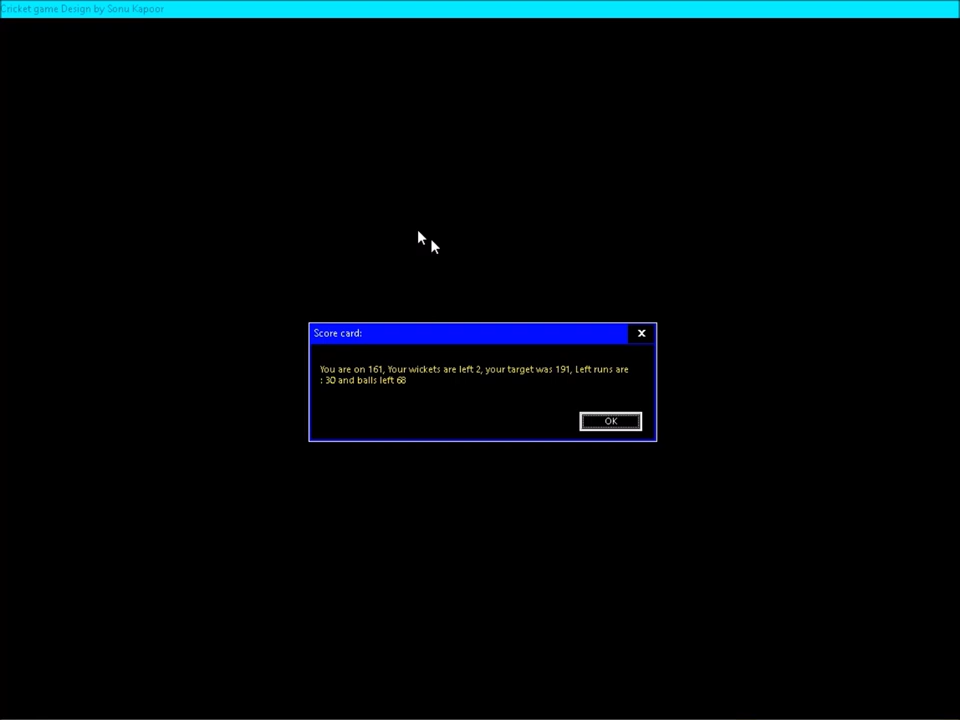 Cricket game Design by Sonu Kapoor
Score card:
You are on 161, Your wickets are left 2, your target was 191, Left runs are
: 30 and balls left 68
OK